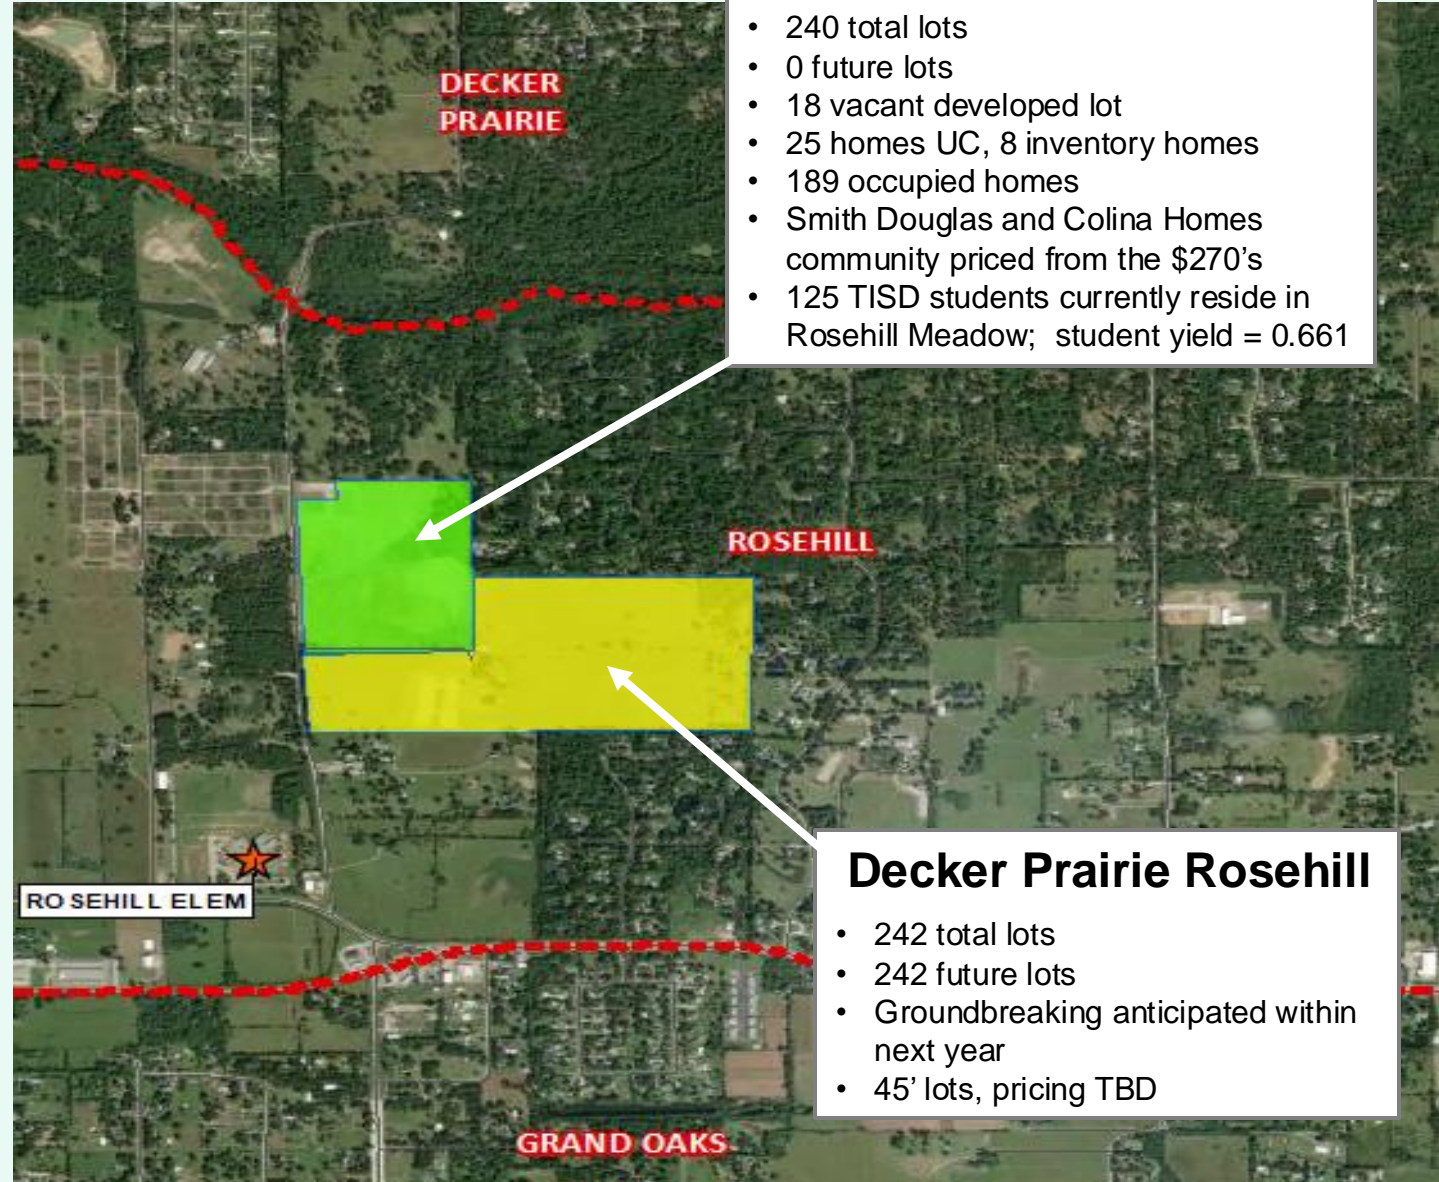 • 240 total lots
• 0 future lots
• 18 vacant developed lot
• 25 homes UC, 8 inventory homes
• 189 occupied homes
• Smith Douglas and Colina Homes
community priced from the $270’s
• 125 TISD students currently reside in
Rosehill Meadow;  student yield = 0.661
DECKER
PRAIRIE
ROSEHILL
ROSEHILL ELEM
Decker Prairie Rosehill
• 242 total lots
• 242 future lots
• Groundbreaking anticipated within
next year
• 45’ lots, pricing TBD
GRAND OAKS